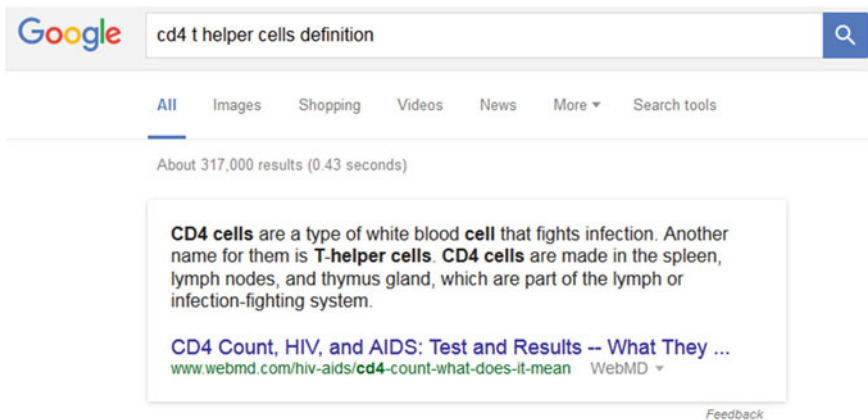 Google cd4 t helper cells definition
All Images Shopping Videos News More Search tools
About 317,000 results (0.43 seconds)
CD4 cells are a type of white blood cell that fights infection. Another
name for them is T-helper cells. CD4 cells are made in the spleen,
lymph nodes, and thymus gland, which are part of the lymph or
infection-fighting system.
CD4 Count, HIV, and AIDS: Test and Results -- What They ...
www.webmd.com/hiv-aids/cd4-count-what-does-it-mean WebMD
Feedback